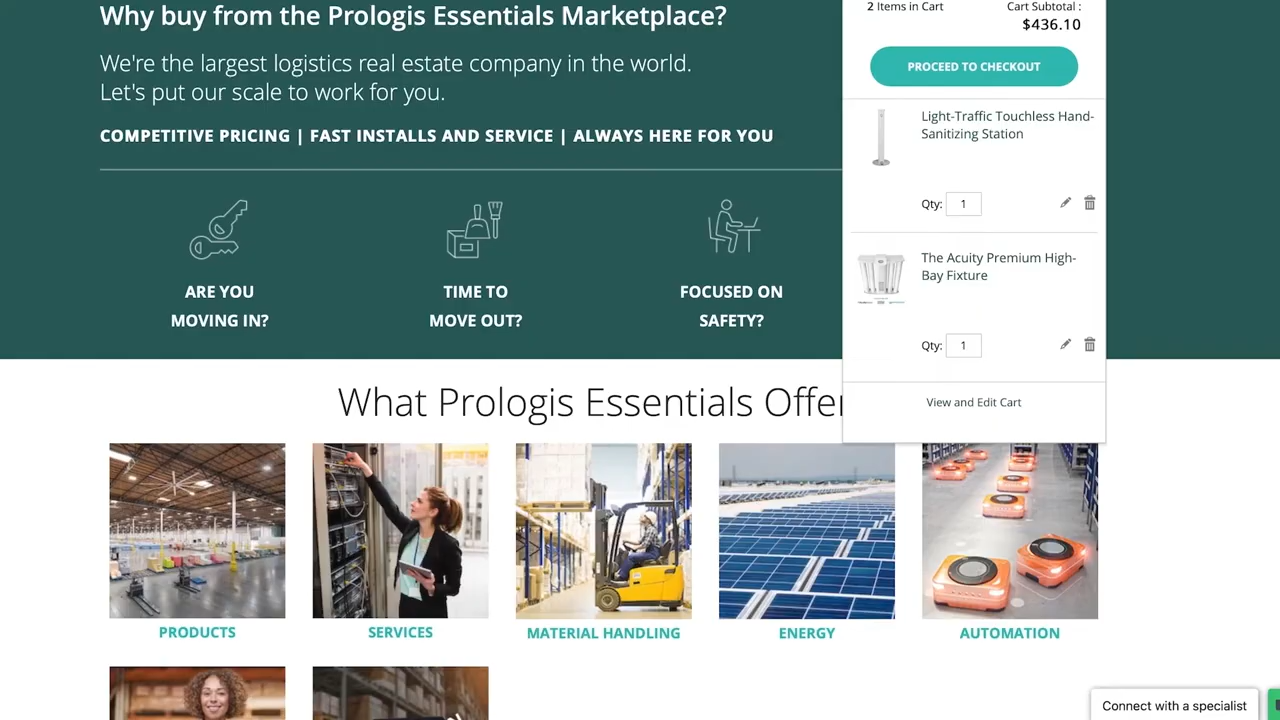 Why buy from the Prologis Essentials Marketplace?
We're the largest logistics real estate company in the world.
Let's put our scale to work for you.
COMPETITIVE PRICING | FAST INSTALLS AND SERVICE | ALWAYS HERE FOR YOU
ARE YOU
MOVING IN?
TIME TO
MOVE OUT?
FOCUSED ON
SAFETY?
2 Items in Cart
Cart Subtotal :
$436.10
PROCEED TO CHECKOUT
Light-Traffic Touchless Hand-
Sanitizing Station
Qty: 1
The Acuity Premium High-
Bay Fixture
Qty: 1
View and Edit Cart
What Prologis Essentials Offer
PRODUCTS
SERVICES
MATERIAL HANDLING
ENERGY
AUTOMATION
Connect with a specialist